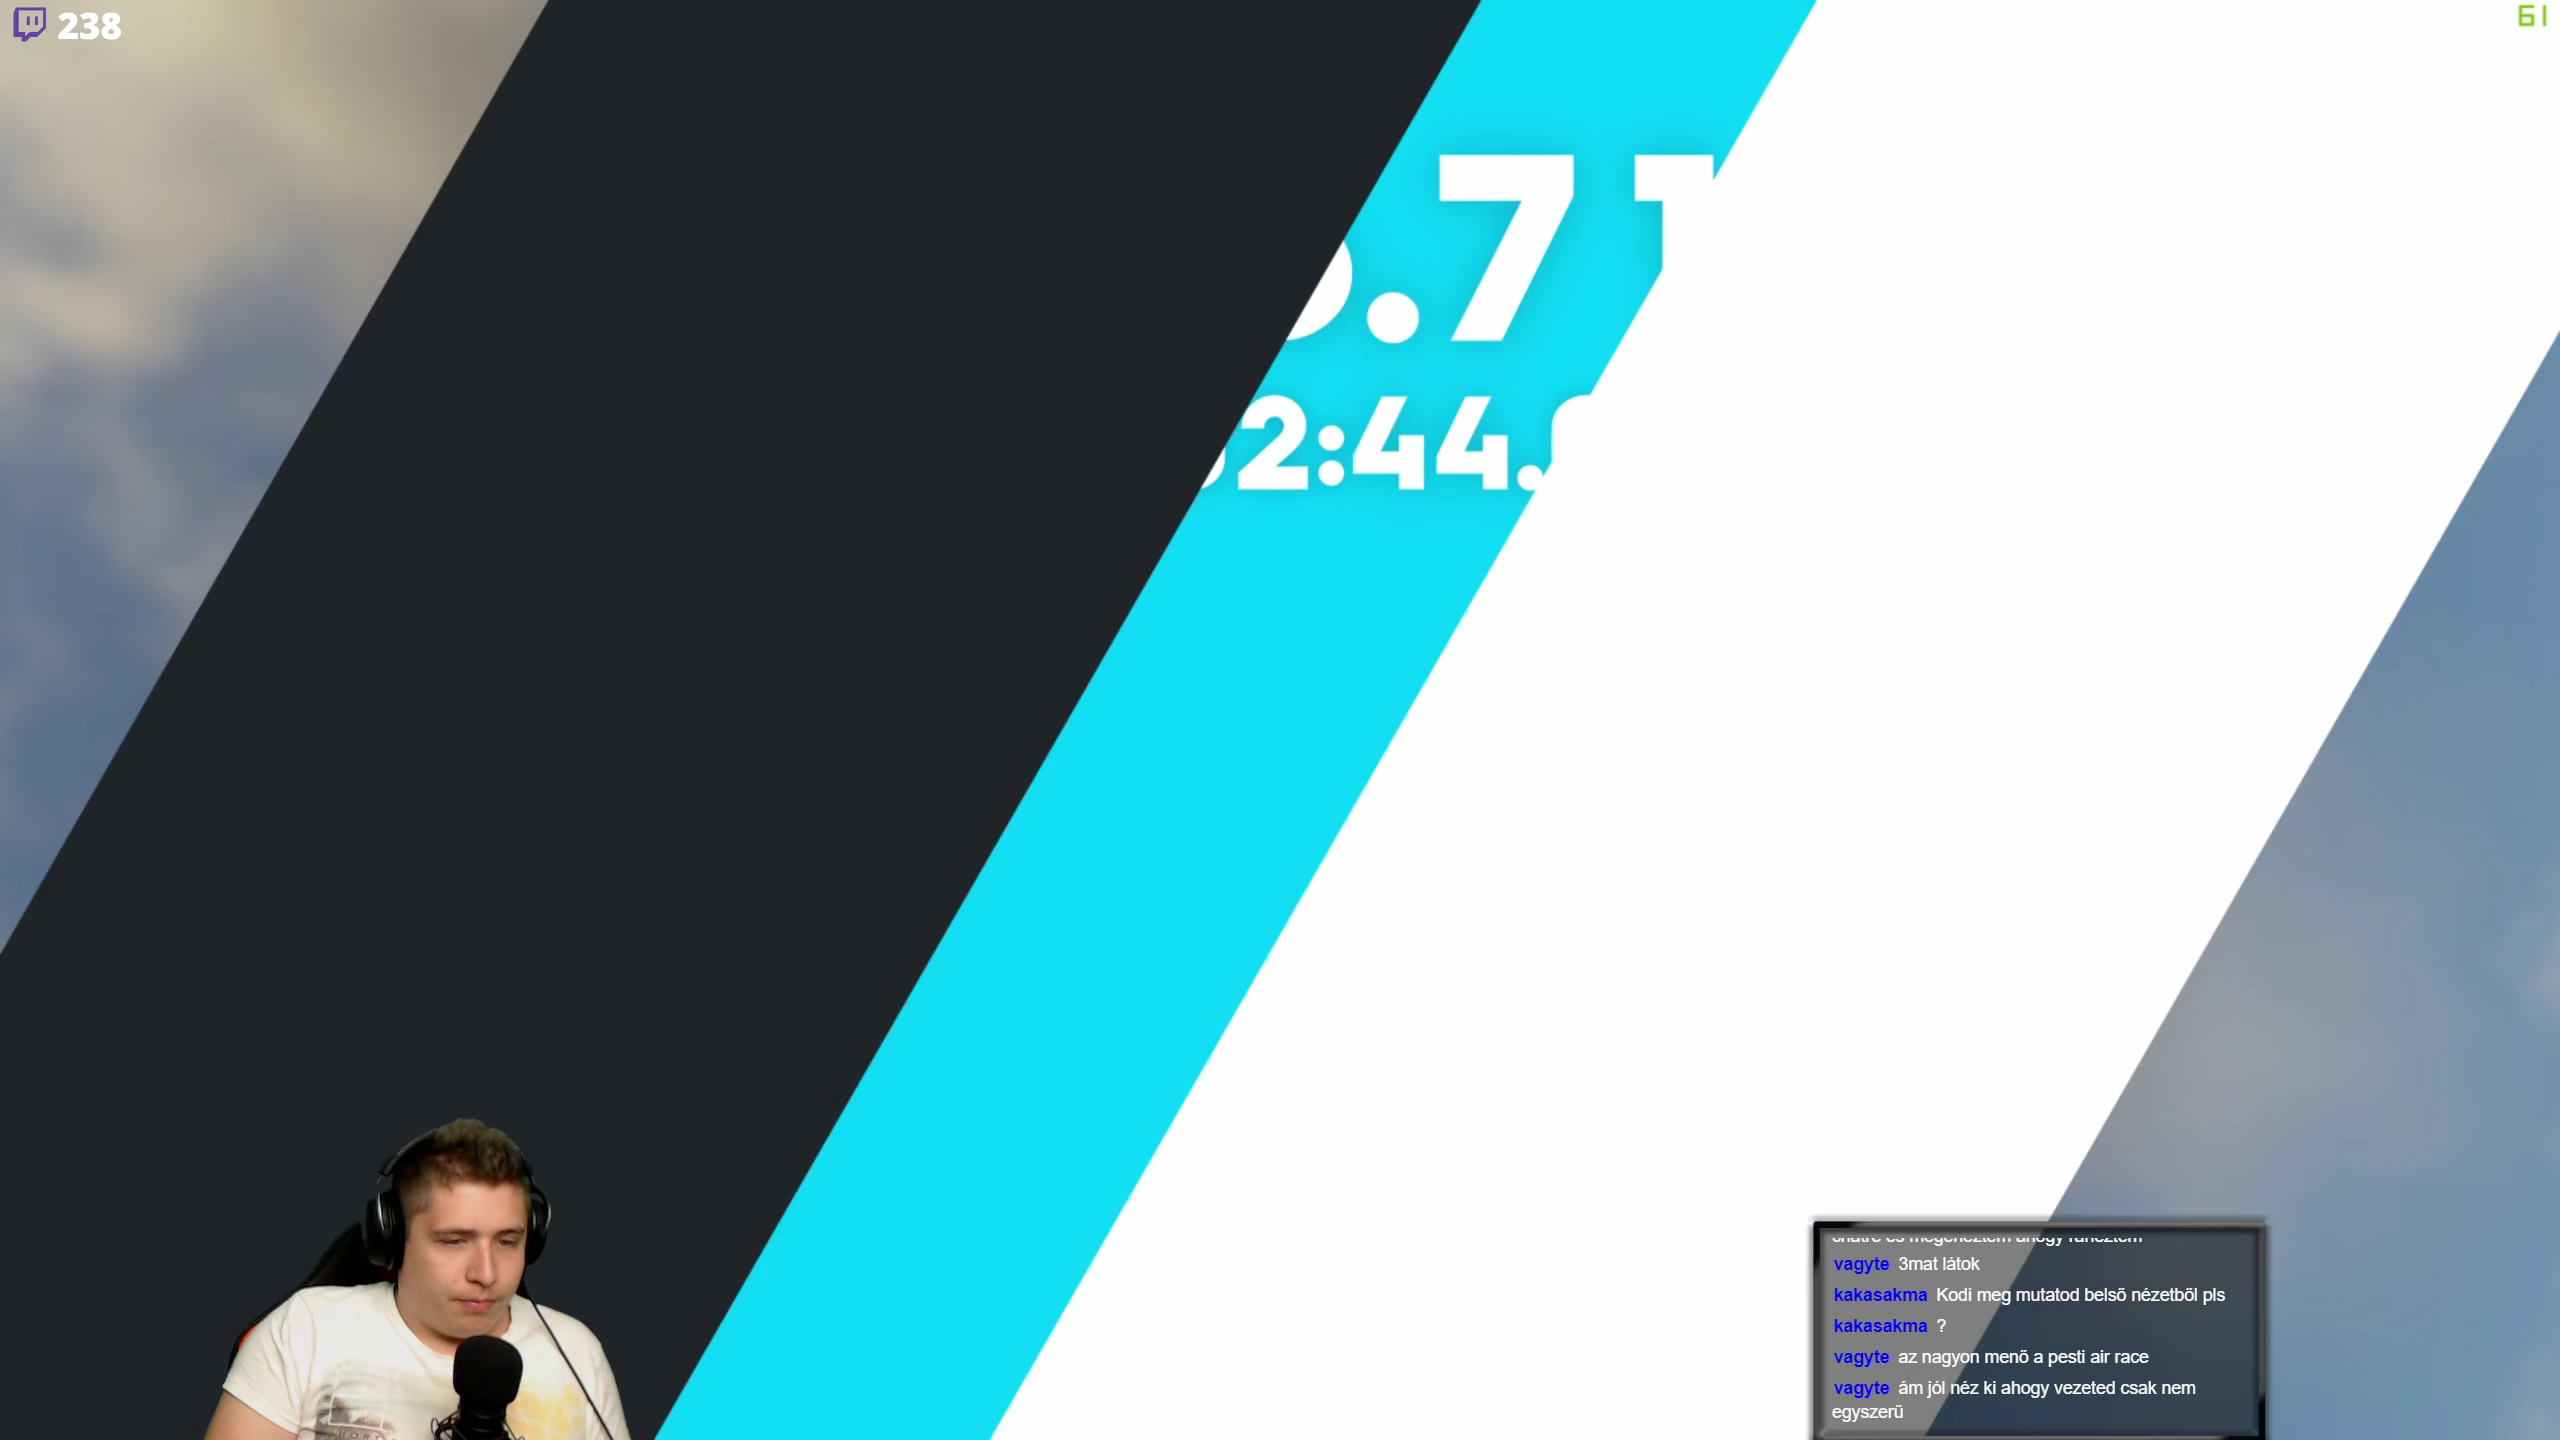 238
61
.7
2:44.
vagyte 3mat látok
kakasakma Kodi meg mutatod belső nézetből pls
kakasakma ?
vagyte az nagyon menő a pesti air race
vagyte ám jól néz ki ahogy vezeted csak nem
egyszerű